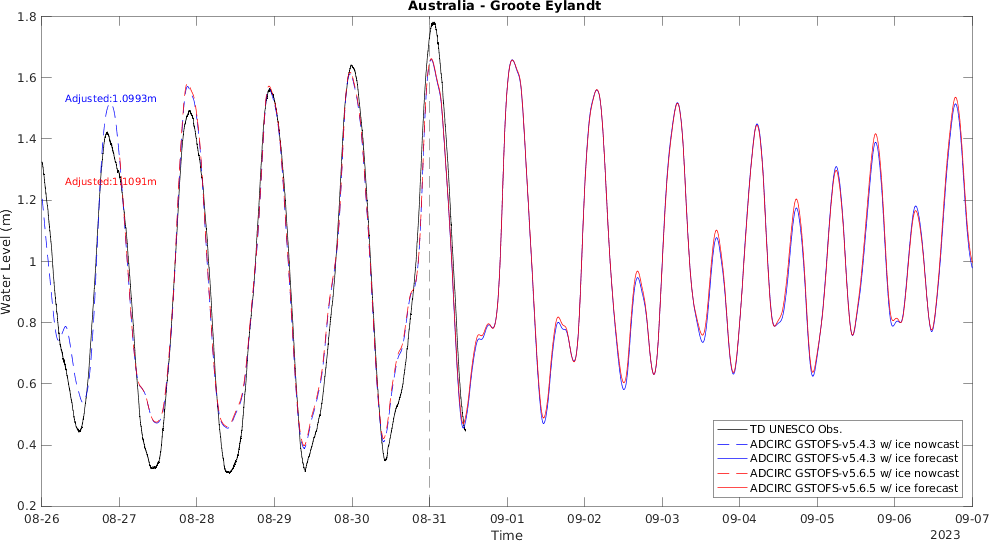 Australia - Groote Eylandt
1.8
1.6
1.4
1.2
1
0.8
0.6
0.4
0.2
Water Level (m)
Adjusted:1.0993m
Adjusted:1.1091m
TD UNESCO Obs.
ADCIRC GSTOFS-v5.4.3 w/ ice nowcast
ADCIRC GSTOFS-v5.4.3 w/ ice forecast
ADCIRC GSTOFS-v5.6.5 w/ ice nowcast
ADCIRC GSTOFS-v5.6.5 w/ ice forecast
08-26 08-27 08-28 08-29 08-30 08-31 09-01 09-02 09-03 09-04 09-05 09-06 09-07
Time
2023